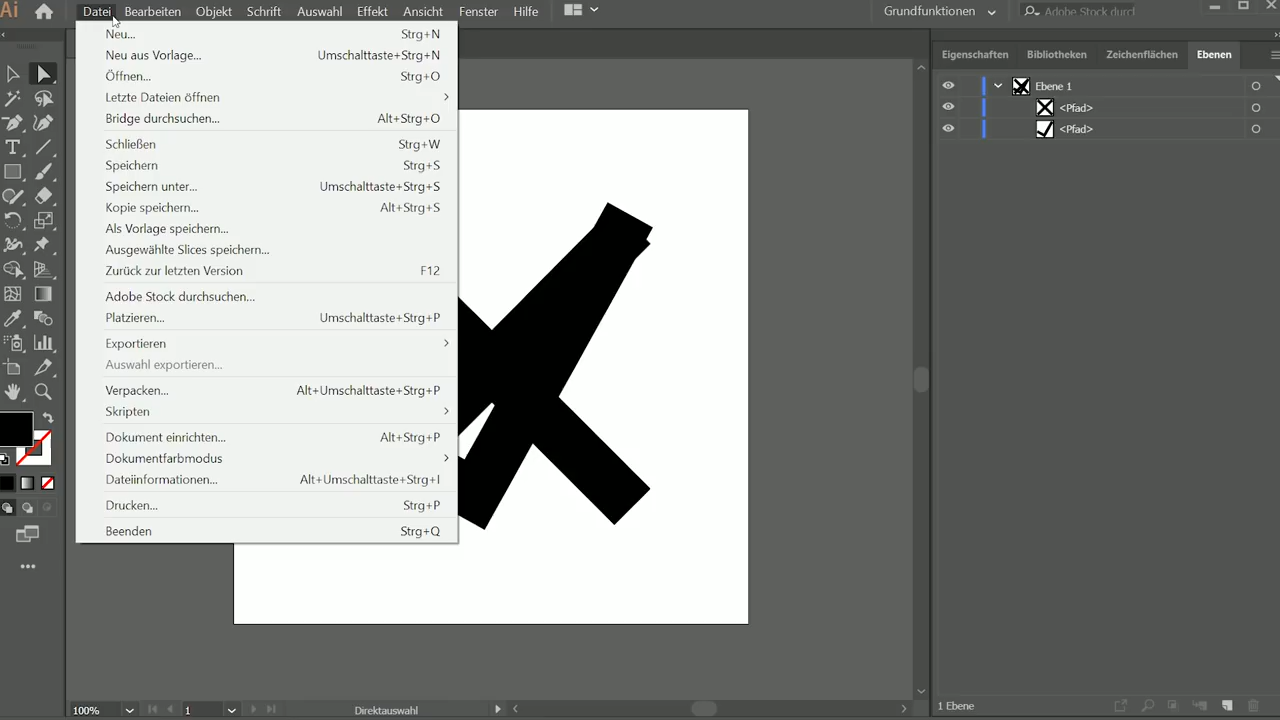 Ai
Datei Bearbeiten Objekt Schrift Auswahl Effekt Ansicht Fenster Hilfe
Grundfunktionen
Adobe Stock durch
Neu... Strg+N
Neu aus Vorlage... Umschalttaste+Strg+N
Öffnen... Strg+O
Letzte Dateien öffnen
Bridge durchsuchen... Alt+Strg+O
Schließen Strg+W
Speichern Strg+S
Speichern unter... Umschalttaste+Strg+S
Kopie speichern... Alt+Strg+S
Als Vorlage speichern...
Ausgewählte Slices speichern...
Zurück zur letzten Version F12
Adobe Stock durchsuchen...
Platzieren... Umschalttaste+Strg+P
Exportieren
Auswahl exportieren...
Verpacken... Alt+Umschalttaste+Strg+P
Skripten
Dokument einrichten... Alt+Strg+P
Dokumentfarbmodus
Dateiinformationen... Alt+Umschalttaste+Strg+I
Drucken... Strg+P
Beenden Strg+Q
Eigenschaften Bibliotheken Zeichenflächen Ebenen
Ebene 1
<Pfad>
<Pfad>
100% 1 Direktauswahl
1 Ebene